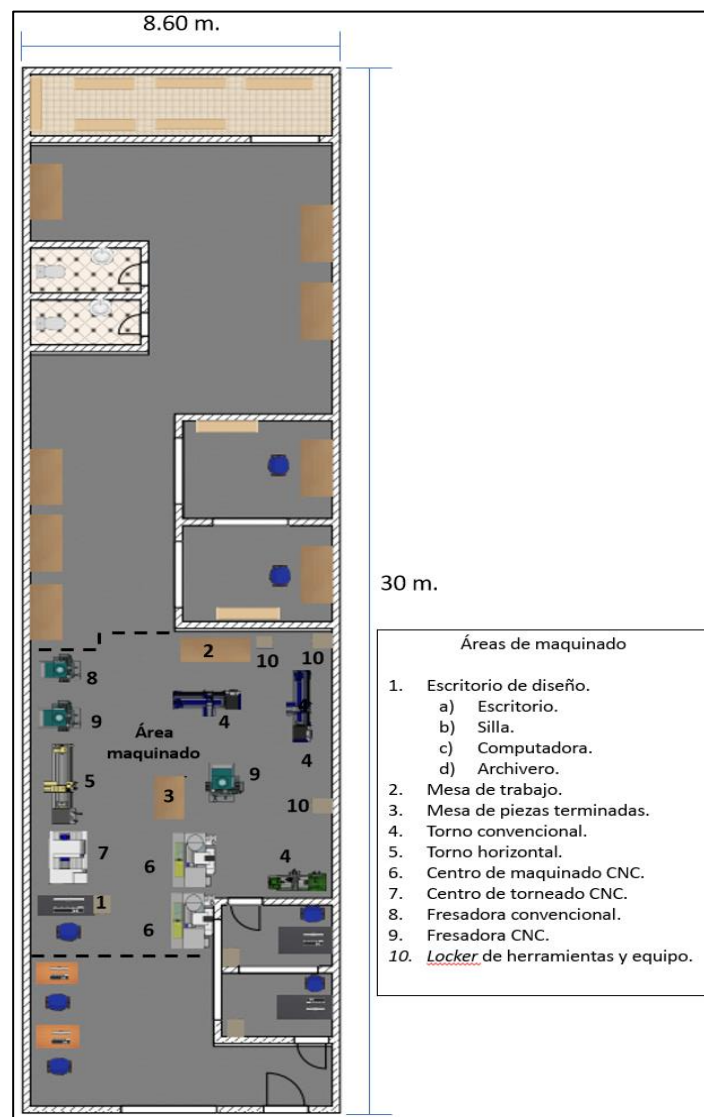 8.60 m.
30 m.
2
10
10
8
4
4
9
Área
maquinado
5
3
9
10
7
6
4
1
6
Áreas de maquinado
1. Escritorio de diseño.
a) Escritorio.
b) Silla.
c) Computadora.
d) Archivero.
2. Mesa de trabajo.
3. Mesa de piezas terminadas.
4. Torno convencional.
5. Torno horizontal.
6. Centro de maquinado CNC.
7. Centro de torneado CNC.
8. Fresadora convencional.
9. Fresadora CNC.
10. Locker de herramientas y equipo.